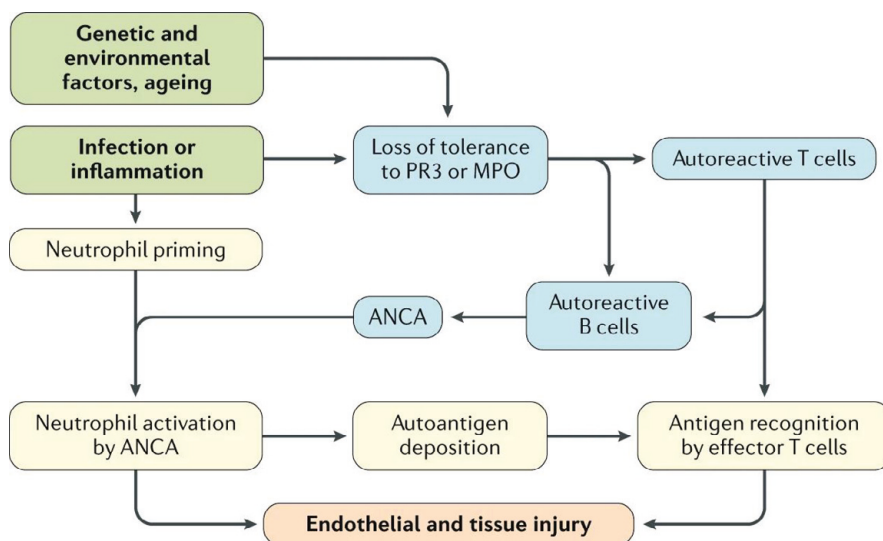 Genetic and
environmental
factors, ageing
Infection or
inflammation
Loss of tolerance
to PR3 or MPO
Autoreactive T cells
Neutrophil priming
ANCA
Autoreactive
B cells
Neutrophil activation
by ANCA
Autoantigen
deposition
Antigen recognition
by effector T cells
Endothelial and tissue injury